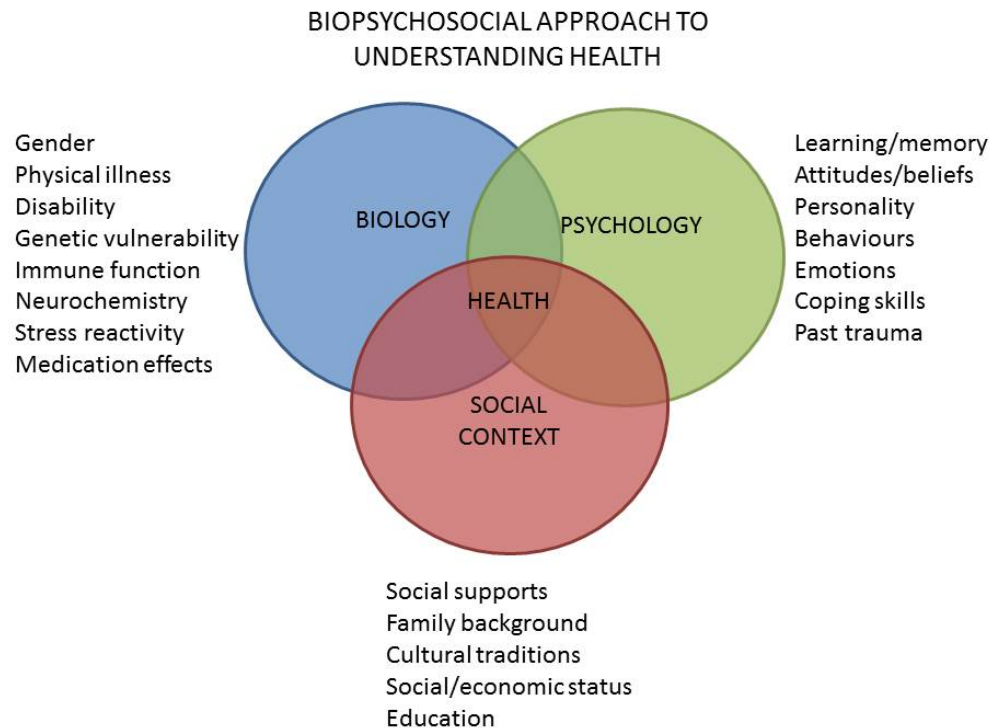 BIOPSYCHOSOCIAL APPROACH TO
UNDERSTANDING HEALTH
Gender
Physical illness
Disability
Genetic vulnerability
Immune function
Neurochemistry
Stress reactivity
Medication effects
BIOLOGY
PSYCHOLOGY
HEALTH
SOCIAL
CONTEXT
Learning/memory
Attitudes/beliefs
Personality
Behaviours
Emotions
Coping skills
Past trauma
Social supports
Family background
Cultural traditions
Social/economic status
Education